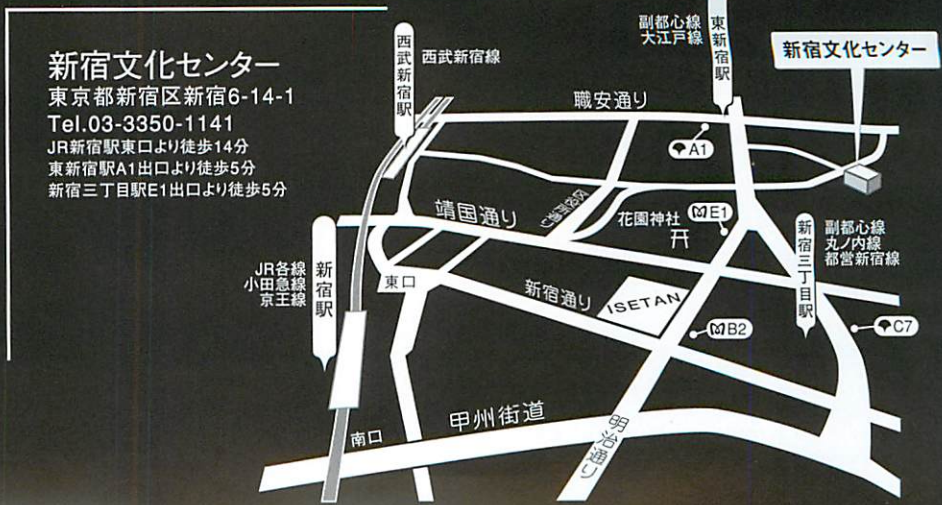 新宿文化センター
東京都新宿区新宿6-14-1
Tel.03-3350-1141
JR新宿駅東口より徒歩14分
東新宿駅A1出口より徒歩5分
新宿三丁目駅E1出口より徒歩5分
西武新宿駅
西武新宿線
副都心線
大江戸線
東新宿駅
新宿文化センター
職安通り
A1
靖国通り
区役所通り
花園神社
E1
新宿三丁目駅
副都心線
丸ノ内線
都営新宿線
JR各線
小田急線
京王線
新宿駅
東口
新宿通り
ISETAN
B2
C7
甲州街道
南口
明治通り